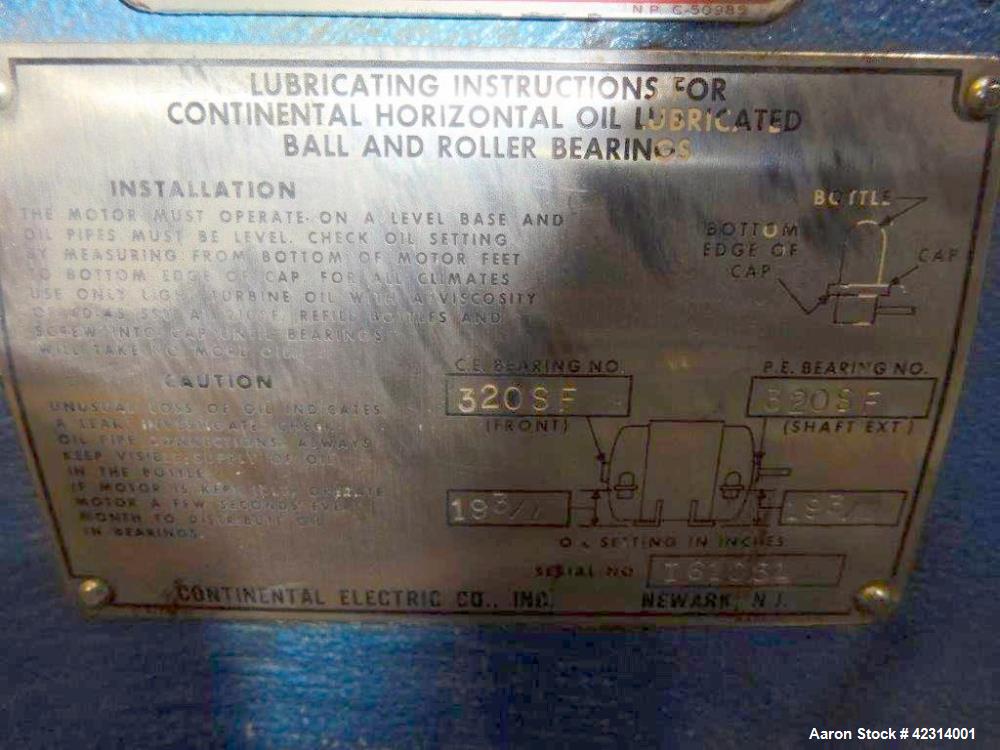 N.P. C-50985
LUBRICATING INSTRUCTIONS FOR
CONTINENTAL HORIZONTAL OIL LUBRICATED
BALL AND ROLLER BEARINGS
INSTALLATION
THE MOTOR MUST OPERATE ON A LEVEL BASE AND
OIL PIPES MUST BE LEVEL. CHECK OIL SETTING
BY MEASURING FROM BOTTOM OF MOTOR FEET
TO BOTTOM EDGE OF CAP FOR ALL CLIMATES
USE ONLY LIGHT TURBINE OIL WITH A VISCOSITY
REFILL BOTTLES AND
SCREW INTO CAP UNTIL BEARINGS
WILL TAKE NO MORE OIL.
BOTTLE
BOTTOM
EDGE OF
CAP
CAP
CAUTION
UNUSUAL LOSS OF OIL INDICATES
A LEAK. CHECK
OIL PIPE CONNECTIONS. ALWAYS
KEEP VISIBLE SUPPLY OF OIL
IN THE BOTTLE.
IF MOTOR IS KEPT IDLE, OPERATE
MOTOR A FEW SECONDS EVERY
MONTH TO DISTRIBUTE OIL
IN BEARINGS.
C.E. BEARING NO.
320SF
(FRONT)
P.E. BEARING NO.
320SF
(SHAFT EXT)
OIL SETTING IN INCHES
SERIAL NO
CONTINENTAL ELECTRIC CO., INC.
NEWARK, N.J.
Aaron Stock # 42314001